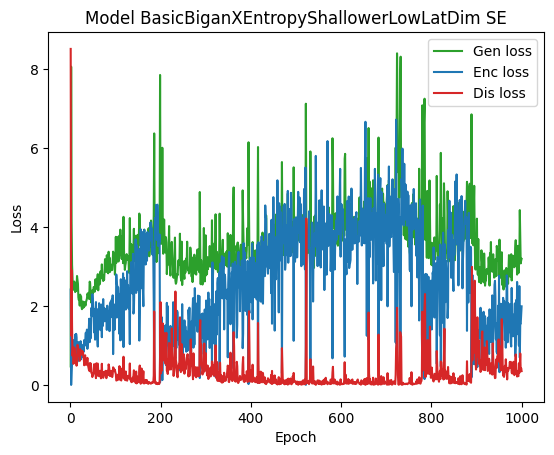 Model BasicBiganXEntropyShallowerLowLatDim SE
Gen loss
Enc loss
Dis loss
8
6
4
2
0
Loss
0 200 400 600 800 1000
Epoch